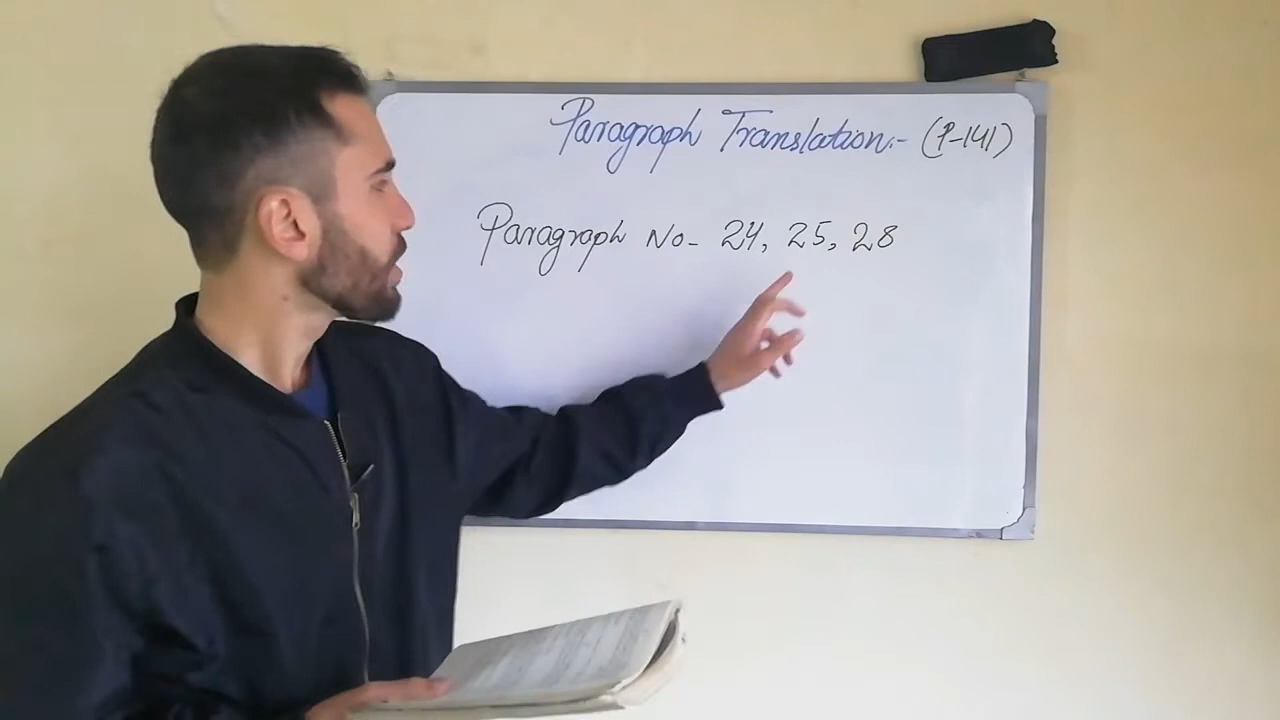 Paragraph Translation:- (P-141)
Paragraph No- 24, 25, 28